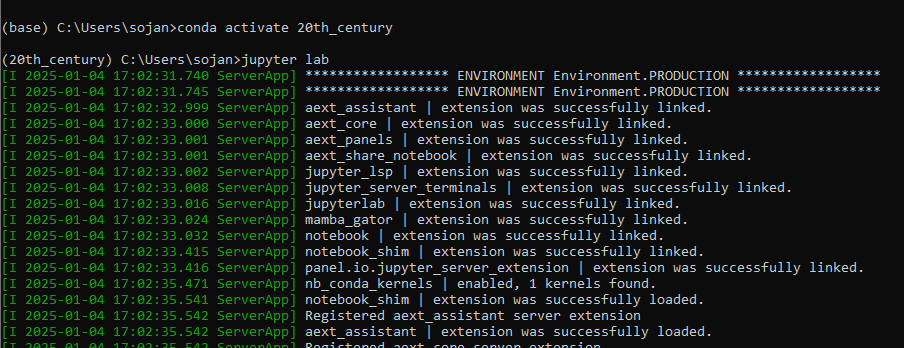 (base) C:\Users\sojan>conda activate 20th_century
(20th_century) C:\Users\sojan>jupyter lab
[I 2025-01-04 17:02:31.740 ServerApp] ****************** ENVIRONMENT Environment.PRODUCTION ******************
[I 2025-01-04 17:02:31.745 ServerApp] ****************** ENVIRONMENT Environment.PRODUCTION ******************
[I 2025-01-04 17:02:32.999 ServerApp] aext_assistant | extension was successfully linked.
[I 2025-01-04 17:02:33.000 ServerApp] aext_core | extension was successfully linked.
[I 2025-01-04 17:02:33.001 ServerApp] aext_panels | extension was successfully linked.
[I 2025-01-04 17:02:33.001 ServerApp] aext_share_notebook | extension was successfully linked.
[I 2025-01-04 17:02:33.002 ServerApp] jupyter_lsp | extension was successfully linked.
[I 2025-01-04 17:02:33.008 ServerApp] jupyter_server_terminals | extension was successfully linked.
[I 2025-01-04 17:02:33.016 ServerApp] jupyterlab | extension was successfully linked.
[I 2025-01-04 17:02:33.024 ServerApp] mamba_gator | extension was successfully linked.
[I 2025-01-04 17:02:33.032 ServerApp] notebook | extension was successfully linked.
[I 2025-01-04 17:02:33.415 ServerApp] notebook_shim | extension was successfully linked.
[I 2025-01-04 17:02:33.416 ServerApp] panel.io.jupyter_server_extension | extension was successfully linked.
[I 2025-01-04 17:02:35.471 ServerApp] nb_conda_kernels | enabled, 1 kernels found.
[I 2025-01-04 17:02:35.541 ServerApp] notebook_shim | extension was successfully loaded.
[I 2025-01-04 17:02:35.542 ServerApp] Registered aext_assistant server extension
[I 2025-01-04 17:02:35.542 ServerApp] aext_assistant | extension was successfully loaded.
[I 2025-01-04 17:02:35.542 ServerApp] Registered aext_core server extension